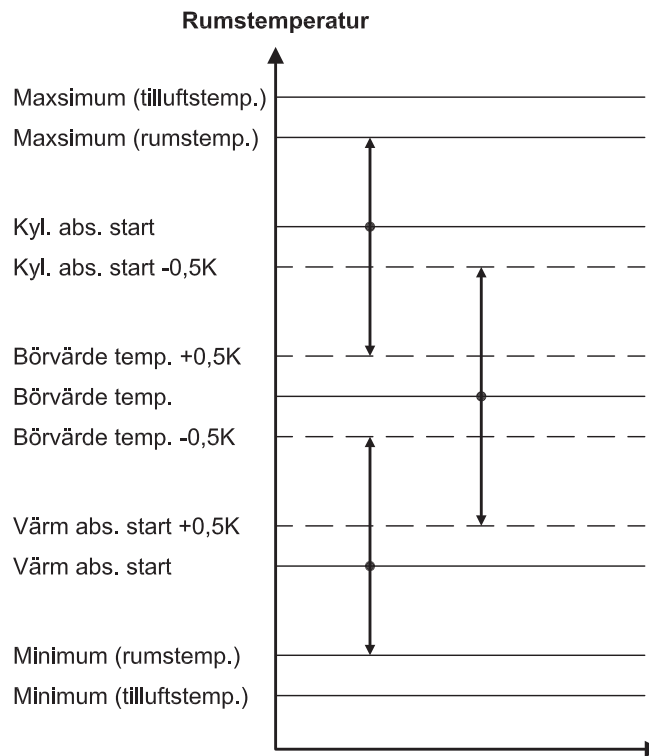 Rumstemperatur
Maxsimum (tilluftstemp.)
Maxsimum (rumstemp.)
Kyl. abs. start
Kyl. abs. start -0,5K
Börvärde temp. +0,5K
Börvärde temp.
Börvärde temp. -0,5K
Värm abs. start +0,5K
Värm abs. start
Minimum (rumstemp.)
Minimum (tilluftstemp.)